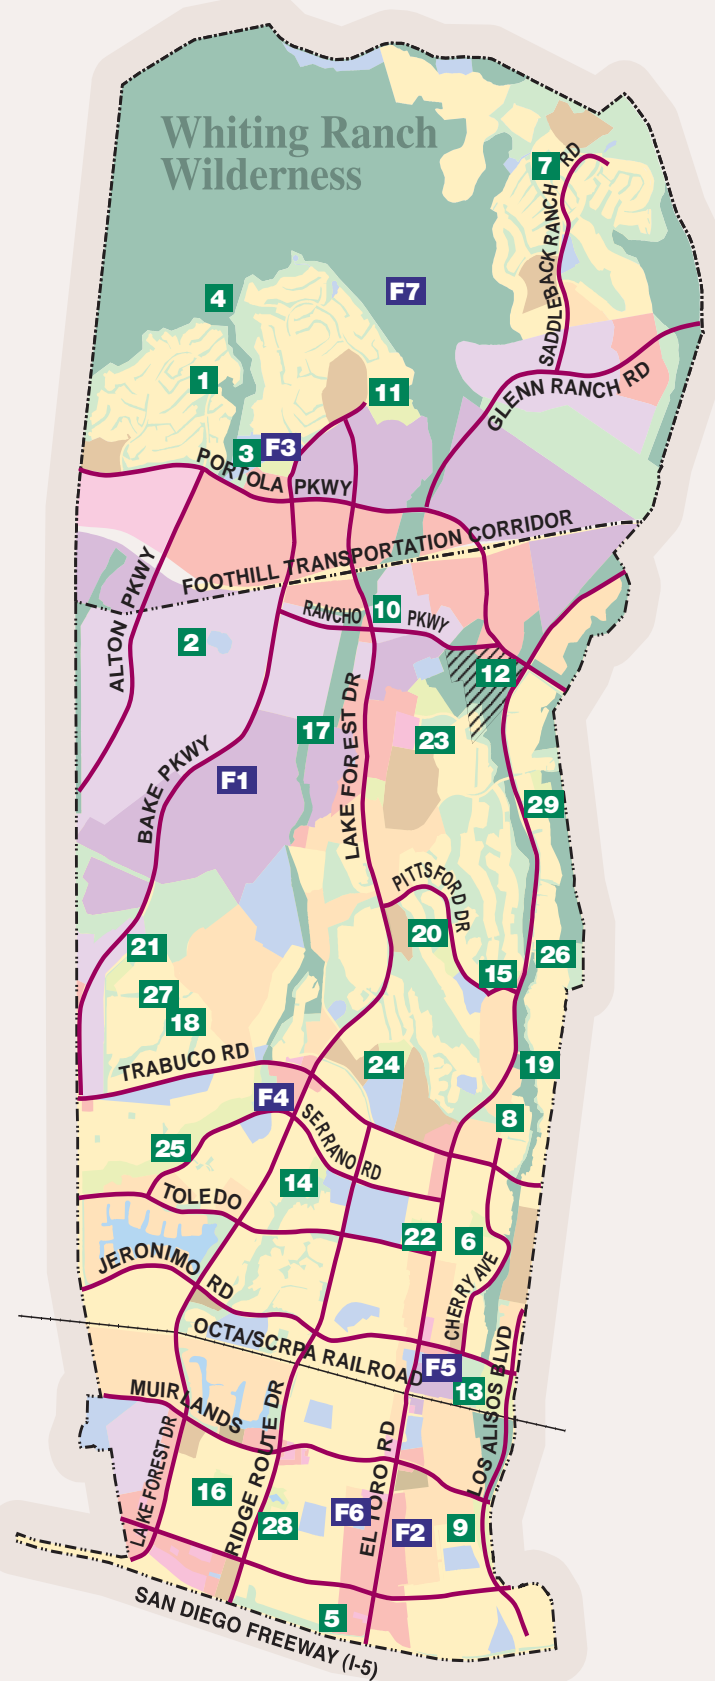 Whiting Ranch
Wilderness
7
SADDLEBACK RANCH RD
4
F7
1
11
GLENN RANCH RD
3
F3
PORTOLA PKWY
FOOTHILL TRANSPORTATION CORRIDOR
ALTON PKWY
RANCHO PKWY
10
2
12
17
LAKE FOREST DR
23
BAKE PKWY
F1
29
PITTSFORD DR
20
21
26
15
27
18
TRABUCO RD
24
19
F4
SERRANO RD
8
25
14
TOLEDO
22
6
JERONIMO RD
CHERRY AVE
OCTA/SCRPA RAILROAD
F5
13
LOS ALISOS BLVD
MUIRLANDS
LAKE FOREST DR
RIDGE ROUTE DR
EL TORO RD
16
28
F6
F2
9
5
SAN DIEGO FREEWAY (I-5)